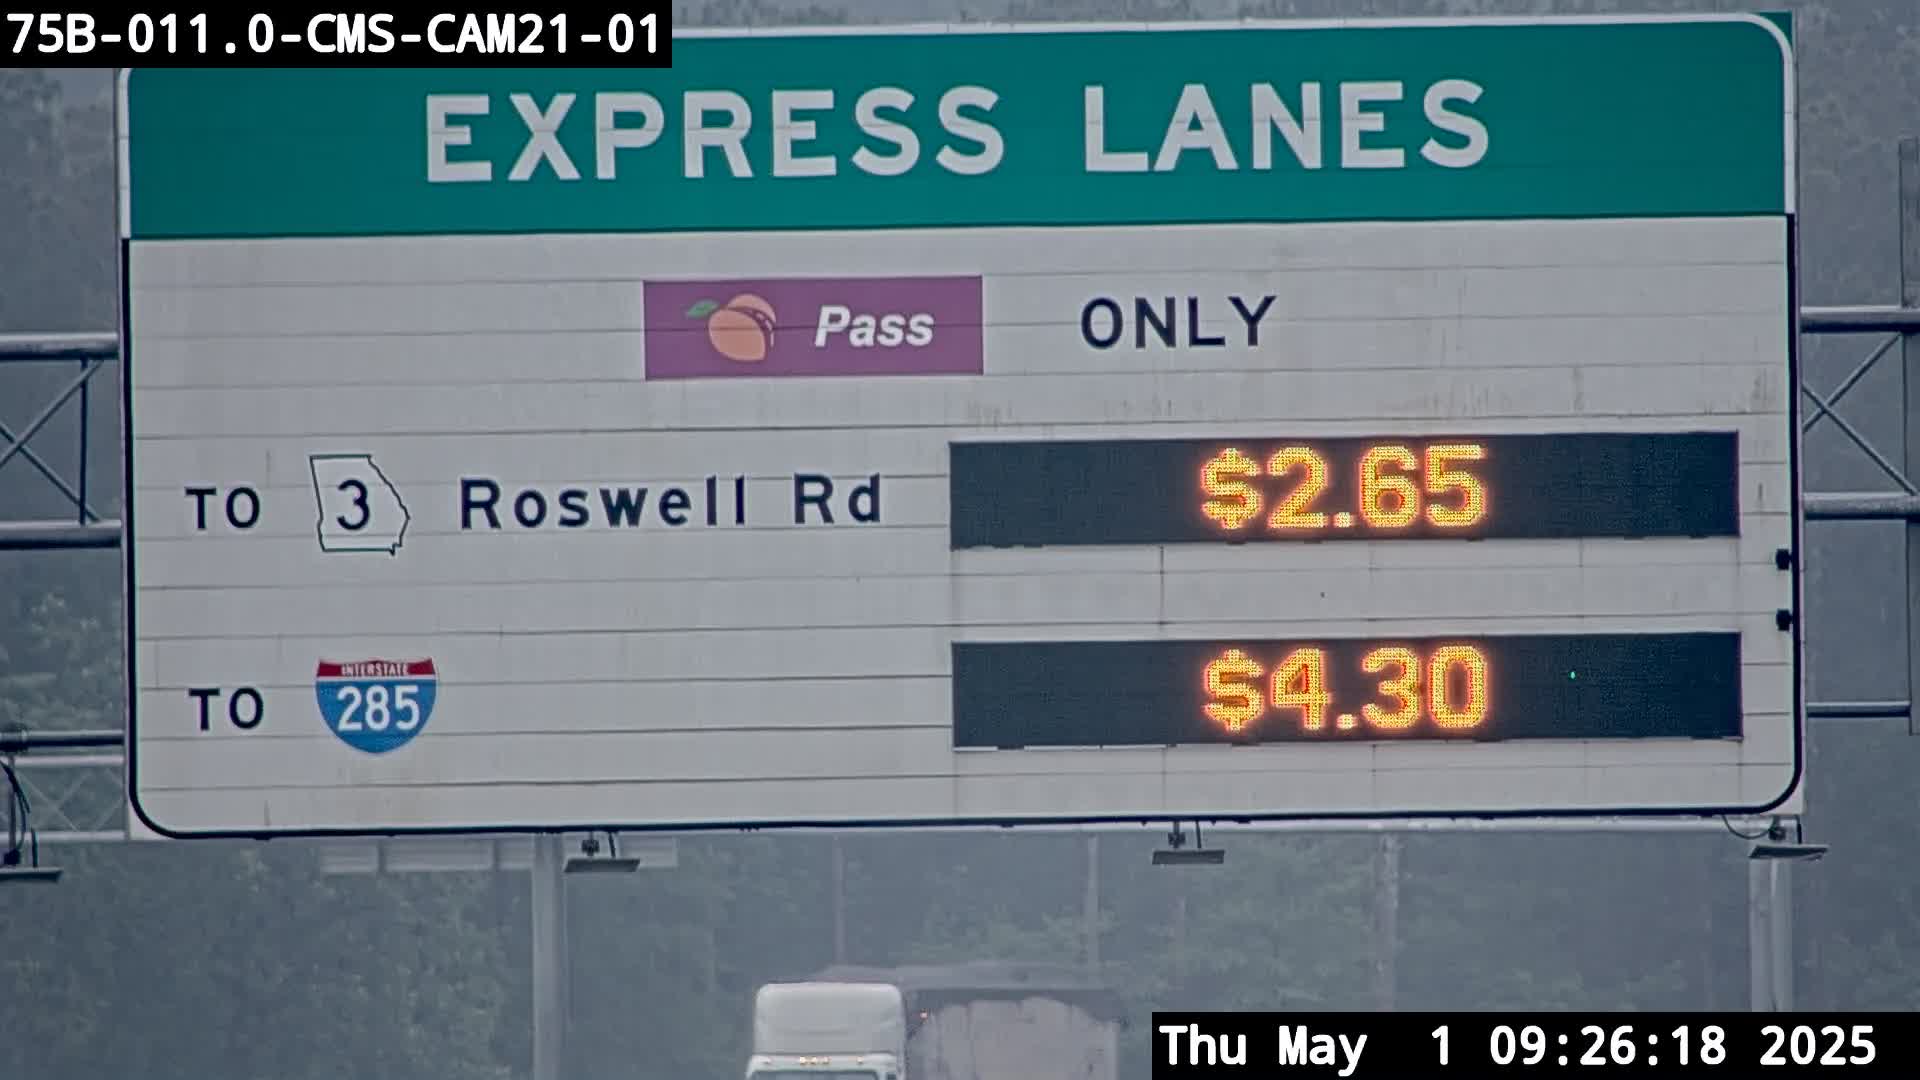 75B-011.0-CMS-CAM21-01
EXPRESS LANES
Pass ONLY
TO 3 Roswell Rd $2.65
INTERSTATE
TO 285 $4.30
Thu May 1 09:26:18 2025